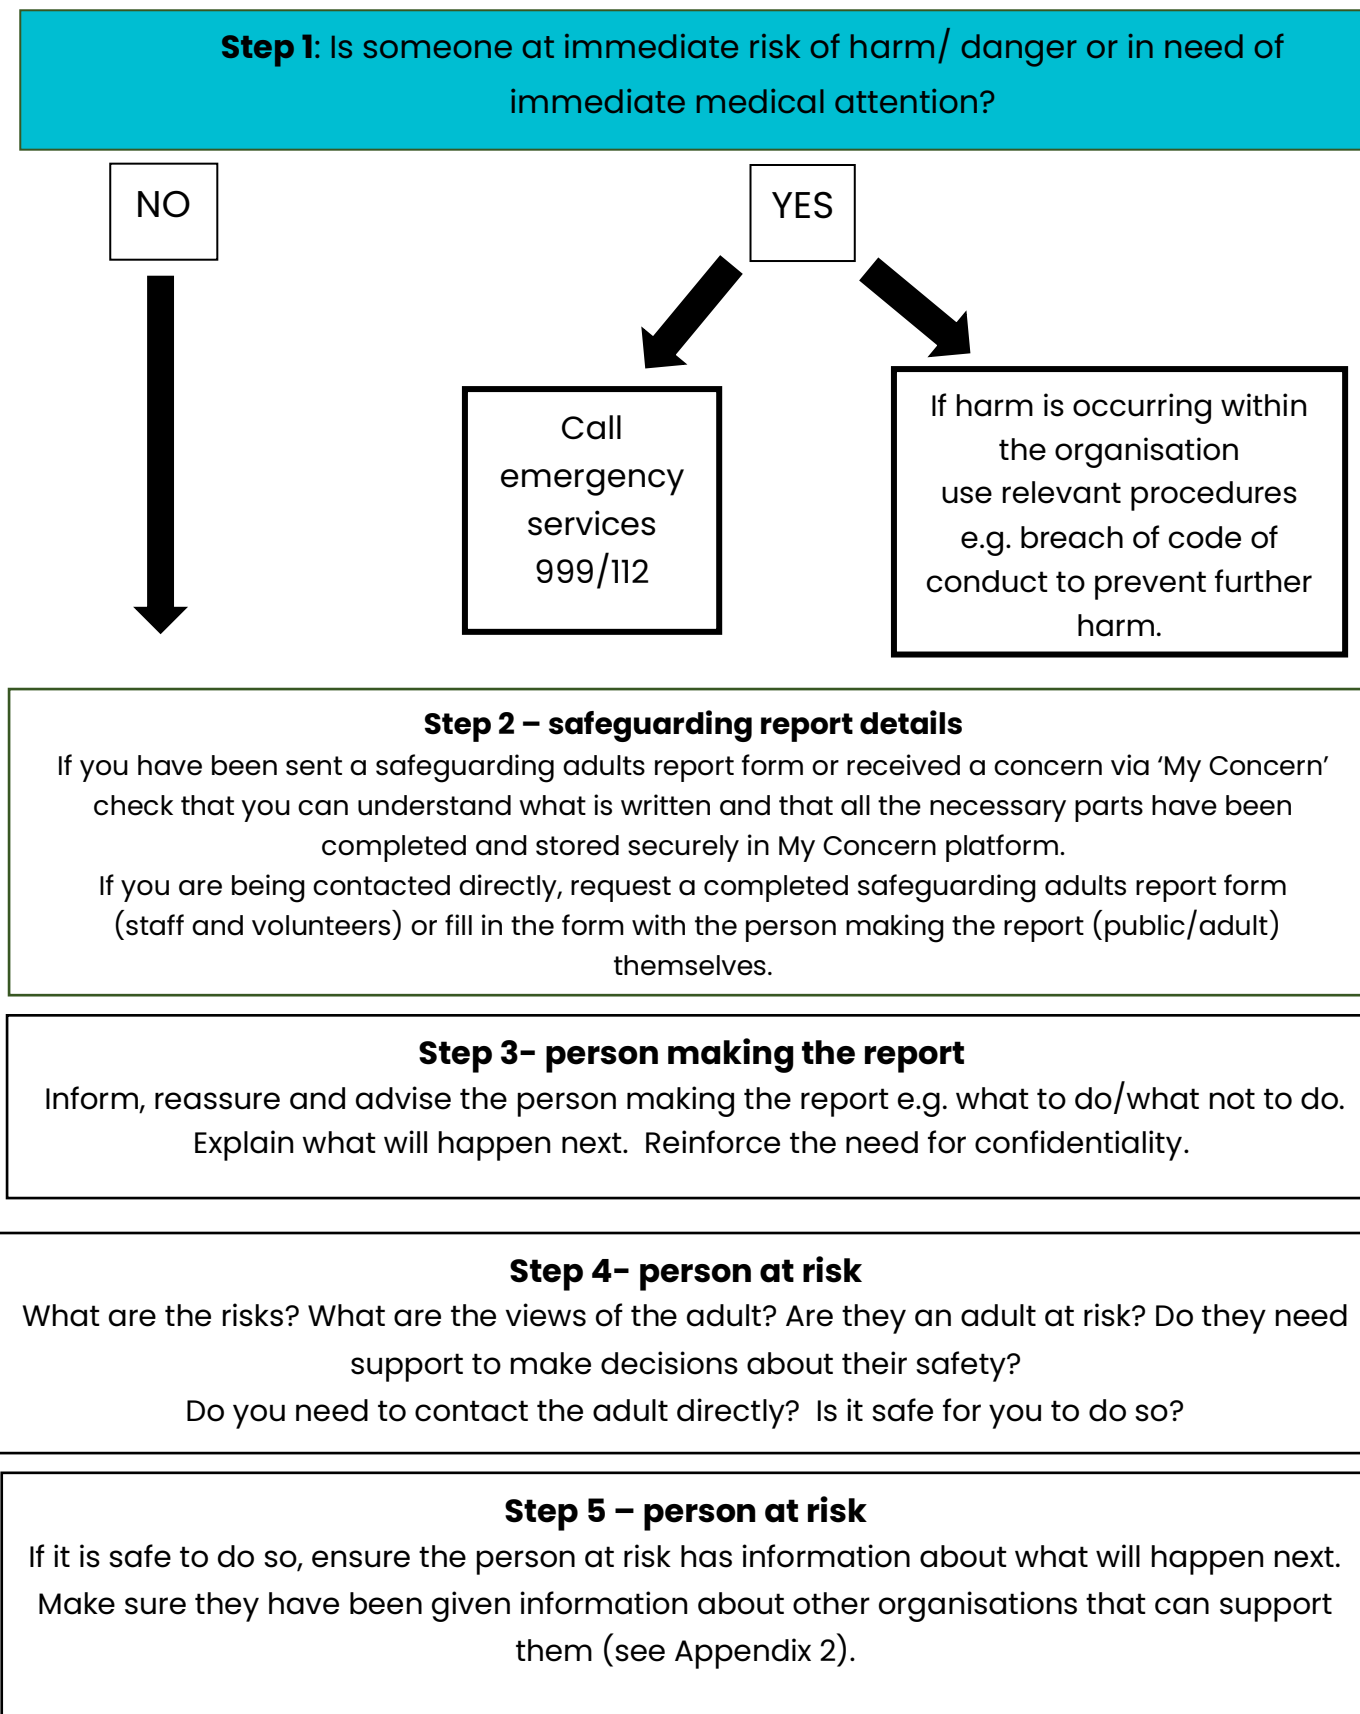 Step 1: Is someone at immediate risk of harm/ danger or in need of
immediate medical attention?
NO
YES
Call
emergency
services
999/112
If harm is occurring within
the organisation
use relevant procedures
e.g. breach of code of
conduct to prevent further
harm.
Step 2 – safeguarding report details
If you have been sent a safeguarding adults report form or received a concern via ‘My Concern’
check that you can understand what is written and that all the necessary parts have been
completed and stored securely in My Concern platform.
If you are being contacted directly, request a completed safeguarding adults report form
(staff and volunteers) or fill in the form with the person making the report (public/adult)
themselves.
Step 3- person making the report
Inform, reassure and advise the person making the report e.g. what to do/what not to do.
Explain what will happen next. Reinforce the need for confidentiality.
Step 4- person at risk
What are the risks? What are the views of the adult? Are they an adult at risk? Do they need
support to make decisions about their safety?
Do you need to contact the adult directly? Is it safe for you to do so?
Step 5 – person at risk
If it is safe to do so, ensure the person at risk has information about what will happen next.
Make sure they have been given information about other organisations that can support
them (see Appendix 2).